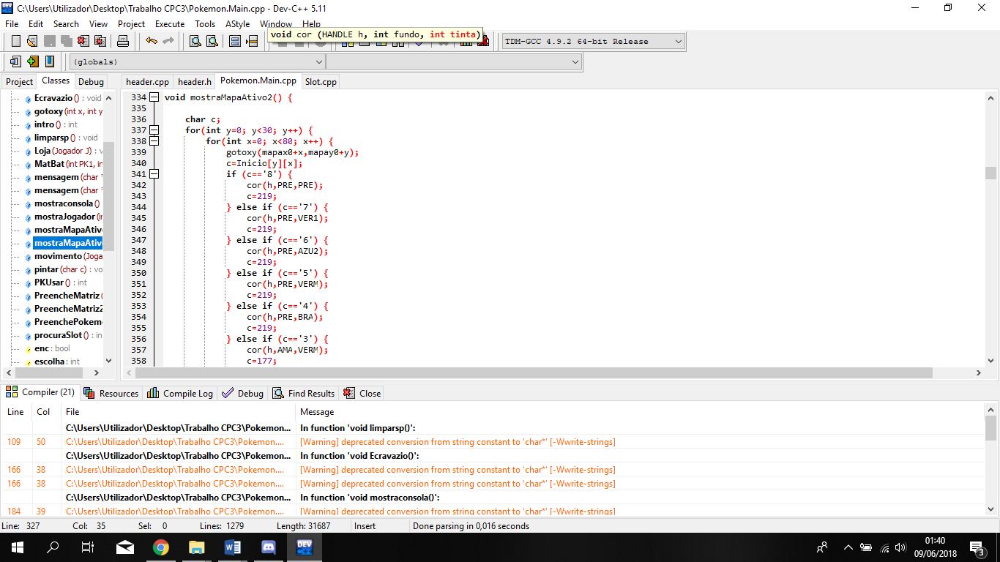 C:\Users\Utilizador\Desktop\Trabalho CPC3\Pokemon.Main.cpp - Dev-C++ 5.11
File Edit Search View Project Execute Tools AStyle Window Help
void cor (HANDLE h, int fundo, int tinta)
TDM-GCC 4.9.2 64-bit Release
(globals)
Project Classes Debug
header.cpp header.h Pokemon.Main.cpp Slot.cpp
Ecravazio () : void
gotoxy (int x, int y
intro () : int
limparsp () : void
Loja (Jogador J) : v
MatBat (int PK1, in
mensagem (char *
mensagem (char *
mostraconsola ()
mostraJogador (in
mostraMapaAtiv
mostraMapaAtiv
movimento (Joga
pintar (char c) : vo
PKUsar () : int
PreencheMatriz (
PreencheMatriz2
PreenchePokem
procuraSlot () : in
enc : bool
escolha : int
334 void mostraMapaAtivo2() {
335
336 char c;
337 for(int y=0; y<30; y++) {
338 for(int x=0; x<80; x++) {
339 gotoxy(mapax0+x,mapay0+y);
340 c=Inicio[y][x];
341 if (c=='8') {
342 cor(h,PRE,PRE);
343 c=219;
344 } else if (c=='7') {
345 cor(h,PRE,VER1);
346 c=219;
347 } else if (c=='6') {
348 cor(h,PRE,AZU2);
349 c=219;
350 } else if (c=='5') {
351 cor(h,PRE,VERM);
352 c=219;
353 } else if (c=='4') {
354 cor(h,PRE,BRA);
355 c=219;
356 } else if (c=='3') {
357 cor(h,AMA,VERM);
358 c=177;
Compiler (21) Resources Compile Log Debug Find Results Close
Line Col File Message
C:\Users\Utilizador\Desktop\Trabalho CPC3\Pokemon... In function 'void limparsp()':
109 50 C:\Users\Utilizador\Desktop\Trabalho CPC3\Pokemon.... [Warning] deprecated conversion from string constant to 'char*' [-Wwrite-strings]
C:\Users\Utilizador\Desktop\Trabalho CPC3\Pokemon... In function 'void Ecravazio()':
166 38 C:\Users\Utilizador\Desktop\Trabalho CPC3\Pokemon.... [Warning] deprecated conversion from string constant to 'char*' [-Wwrite-strings]
166 38 C:\Users\Utilizador\Desktop\Trabalho CPC3\Pokemon.... [Warning] deprecated conversion from string constant to 'char*' [-Wwrite-strings]
C:\Users\Utilizador\Desktop\Trabalho CPC3\Pokemon... In function 'void mostraconsola()':
184 39 C:\Users\Utilizador\Desktop\Trabalho CPC3\Pokemon.... [Warning] deprecated conversion from string constant to 'char*' [-Wwrite-strings]
Line: 327 Col: 35 Sel: 0 Lines: 1279 Length: 31687 Insert Done parsing in 0,016 seconds
DEV
01:40
09/06/2018
3